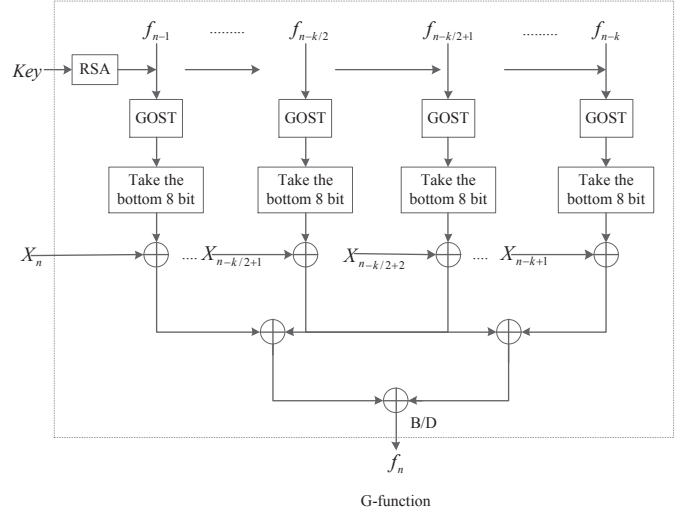 f_{n-1} ........ f_{n-k/2} f_{n-k/2+1} ........ f_{n-k}
Key RSA
GOST GOST GOST GOST
Take the bottom 8 bit
Take the bottom 8 bit
Take the bottom 8 bit
Take the bottom 8 bit
X_n .... X_{n-k/2+1} X_{n-k/2+2} .... X_{n-k+1}
B/D
f_n
G-function